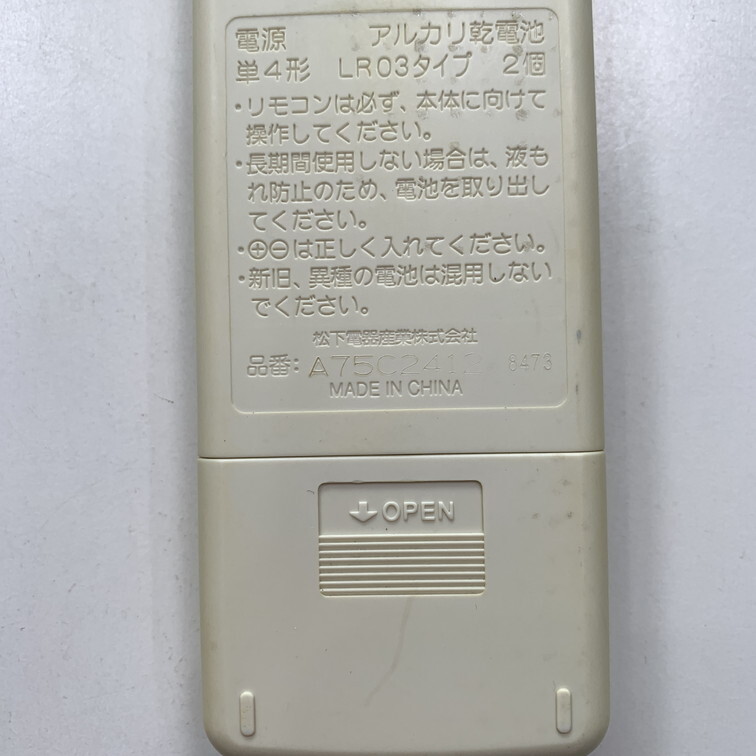 電源 アルカリ乾電池
単4形 LR03タイプ 2個
・リモコンは必ず、本体に向けて
操作してください。
・長期間使用しない場合は、液も
れ防止のため、電池を取り出し
てください。
・⊕⊖は正しく入れてください。
・新旧、異種の電池は混用しない
でください。
松下電器産業株式会社
品番: A75C2412 8473
MADE IN CHINA
↓OPEN